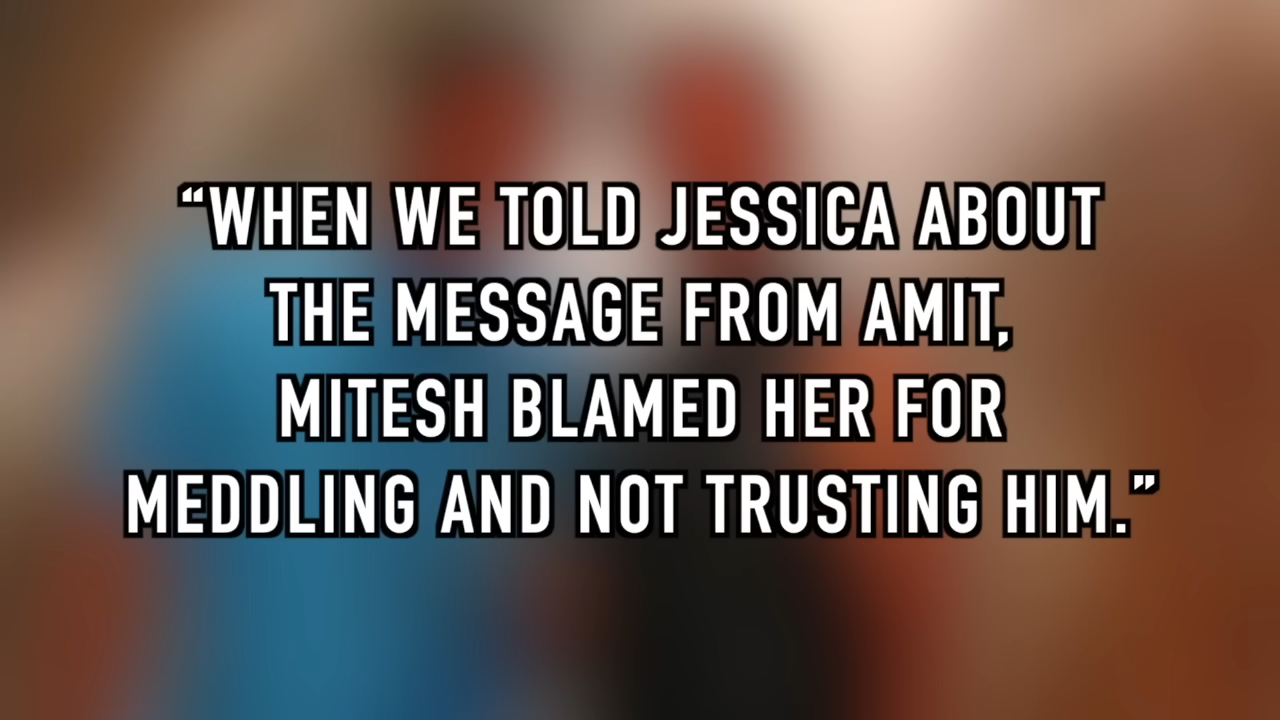 “WHEN WE TOLD JESSICA ABOUT
THE MESSAGE FROM AMIT,
MITESH BLAMED HER FOR
MEDDLING AND NOT TRUSTING HIM.”